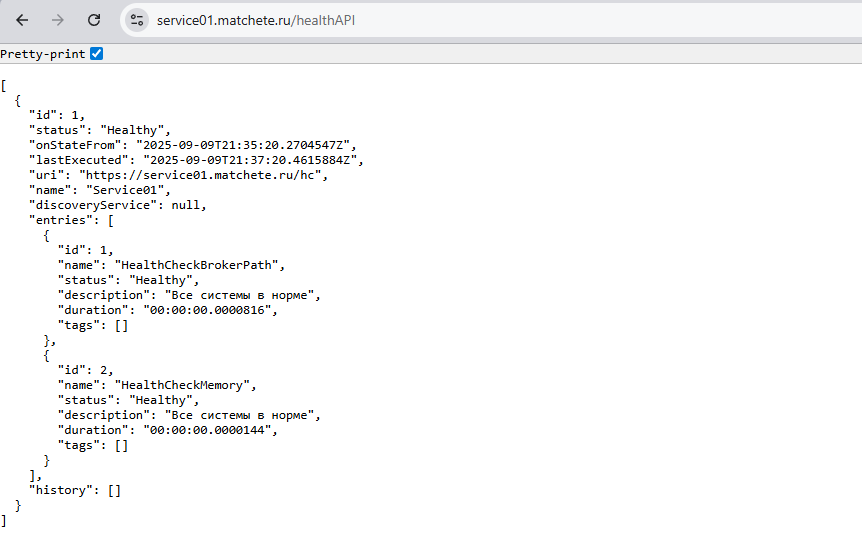 service01.matchete.ru/healthAPI
Pretty-print
[
  {
    "id": 1,
    "status": "Healthy",
    "onStateFrom": "2025-09-09T21:35:20.2704547Z",
    "lastExecuted": "2025-09-09T21:37:20.4615884Z",
    "uri": "https://service01.matchete.ru/hc",
    "name": "Service01",
    "discoveryService": null,
    "entries": [
      {
        "id": 1,
        "name": "HealthCheckBrokerPath",
        "status": "Healthy",
        "description": "Все системы в норме",
        "duration": "00:00:00.0000816",
        "tags": []
      },
      {
        "id": 2,
        "name": "HealthCheckMemory",
        "status": "Healthy",
        "description": "Все системы в норме",
        "duration": "00:00:00.0000144",
        "tags": []
      }
    ],
    "history": []
  }
]